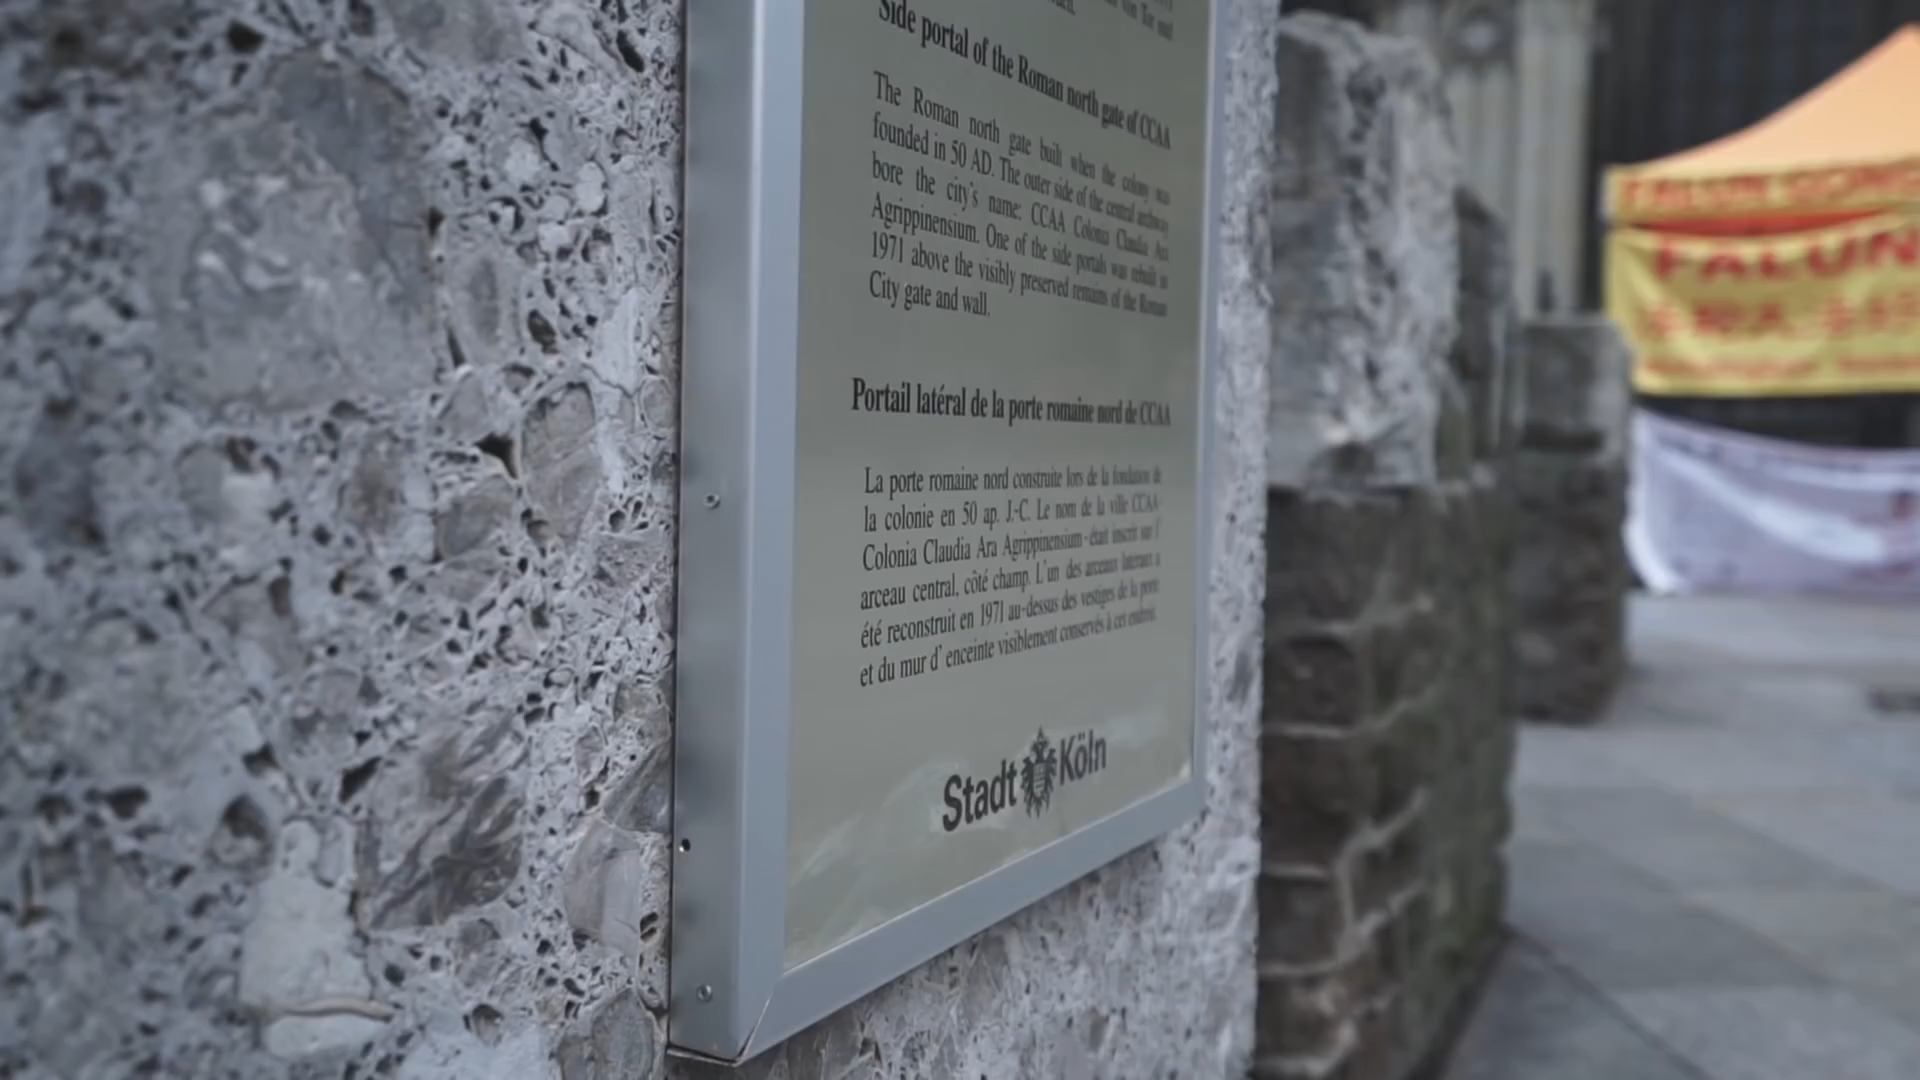 von Tor und
Side portal of the Roman north gate of CCAA
The Roman north gate built when the colony was
founded in 50 AD. The outer side of the central archway
bore the city's name: CCAA Colonia Claudia Ara
Agrippinensium. One of the side portals was rebuilt in
1971 above the visibly preserved remains of the Roman
City gate and wall.
Portail latéral de la porte romaine nord de CCAA
La porte romaine nord construite lors de la fondation de
la colonie en 50 ap. J.-C. Le nom de la ville CCAA-
Colonia Claudia Ara Agrippinensium-était inscrit sur l'
arceau central, côté champ. L'un des arceaux latéraux a
été reconstruit en 1971 au-dessus des vestiges de la porte
et du mur d' enceinte visiblement conservés à cet endroit.
Stadt Köln
FALUN GONG
FALUN